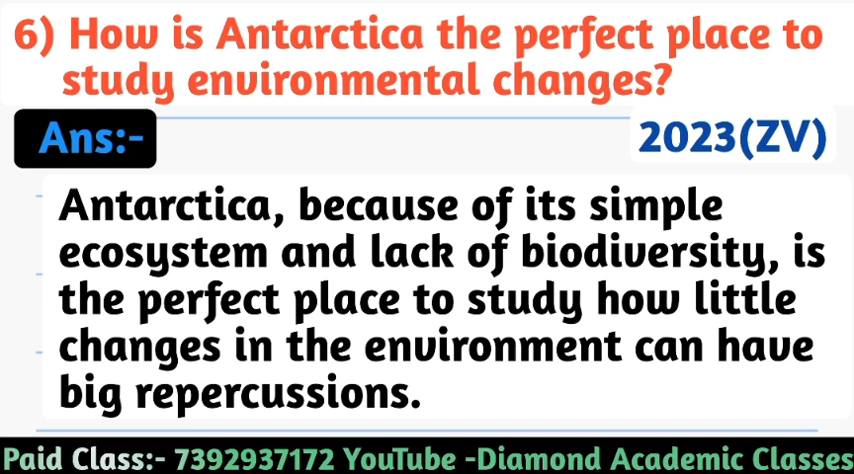 6) How is Antarctica the perfect place to
study environmental changes?
Ans:-
2023(ZV)
Antarctica, because of its simple
ecosystem and lack of biodiversity, is
the perfect place to study how little
changes in the environment can have
big repercussions.
Paid Class:- 7392937172 YouTube -Diamond Academic Classes